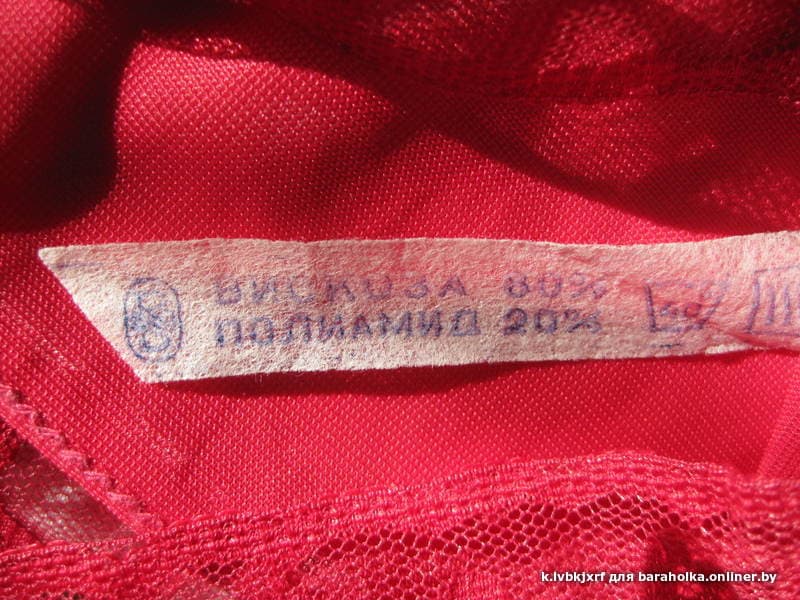 ВИСКОЗА 80%
ПОЛИАМИД 20%
k.lvbkjxrf для baraholka.onliner.by